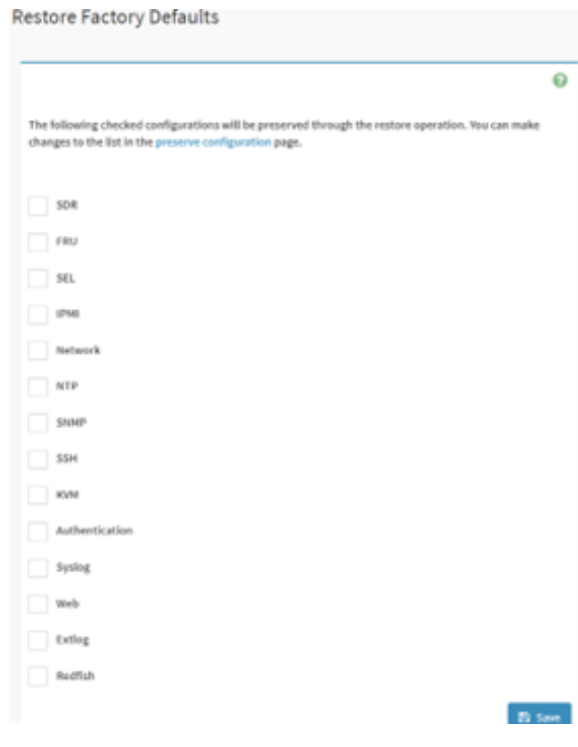 Restore Factory Defaults
The following checked configurations will be preserved through the restore operation. You can make
changes to the list in the preserve configuration page.
SDR
FRU
SEL
IPMI
Network
NTP
SNMP
SSH
KVM
Authentication
Syslog
Web
Extlog
Redfish
Save